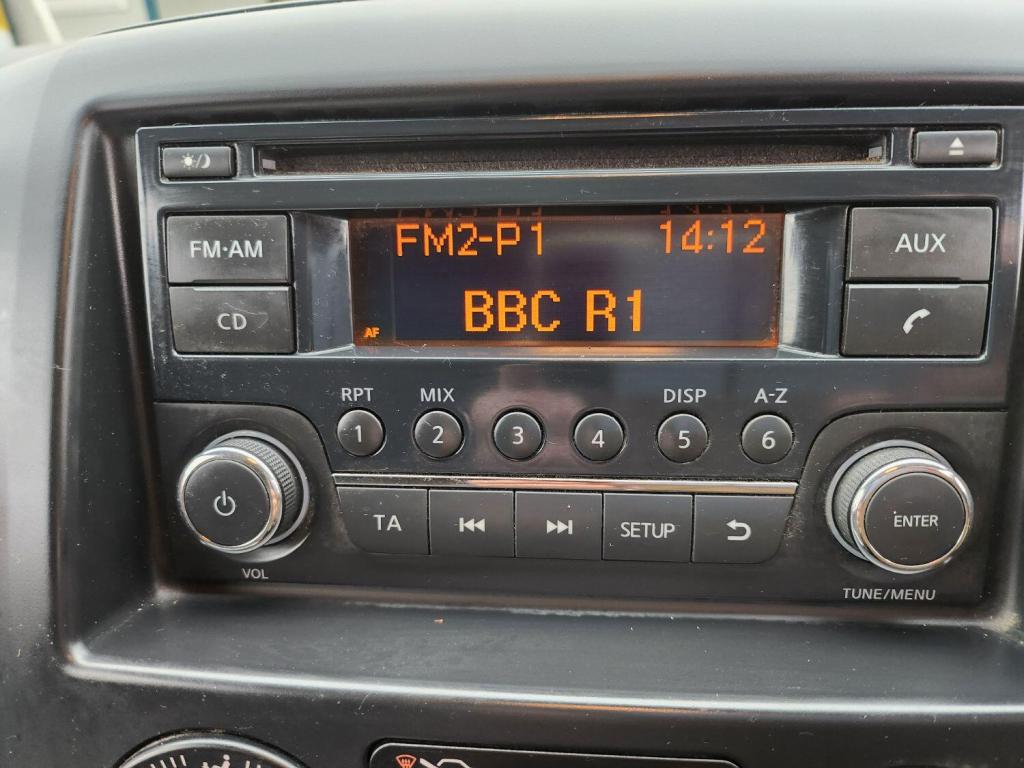 FM•AM
CD
FM2-P1 14:12
BBC R1
AF
AUX
RPT MIX DISP A-Z
1 2 3 4 5 6
TA SETUP
ENTER
VOL
TUNE/MENU